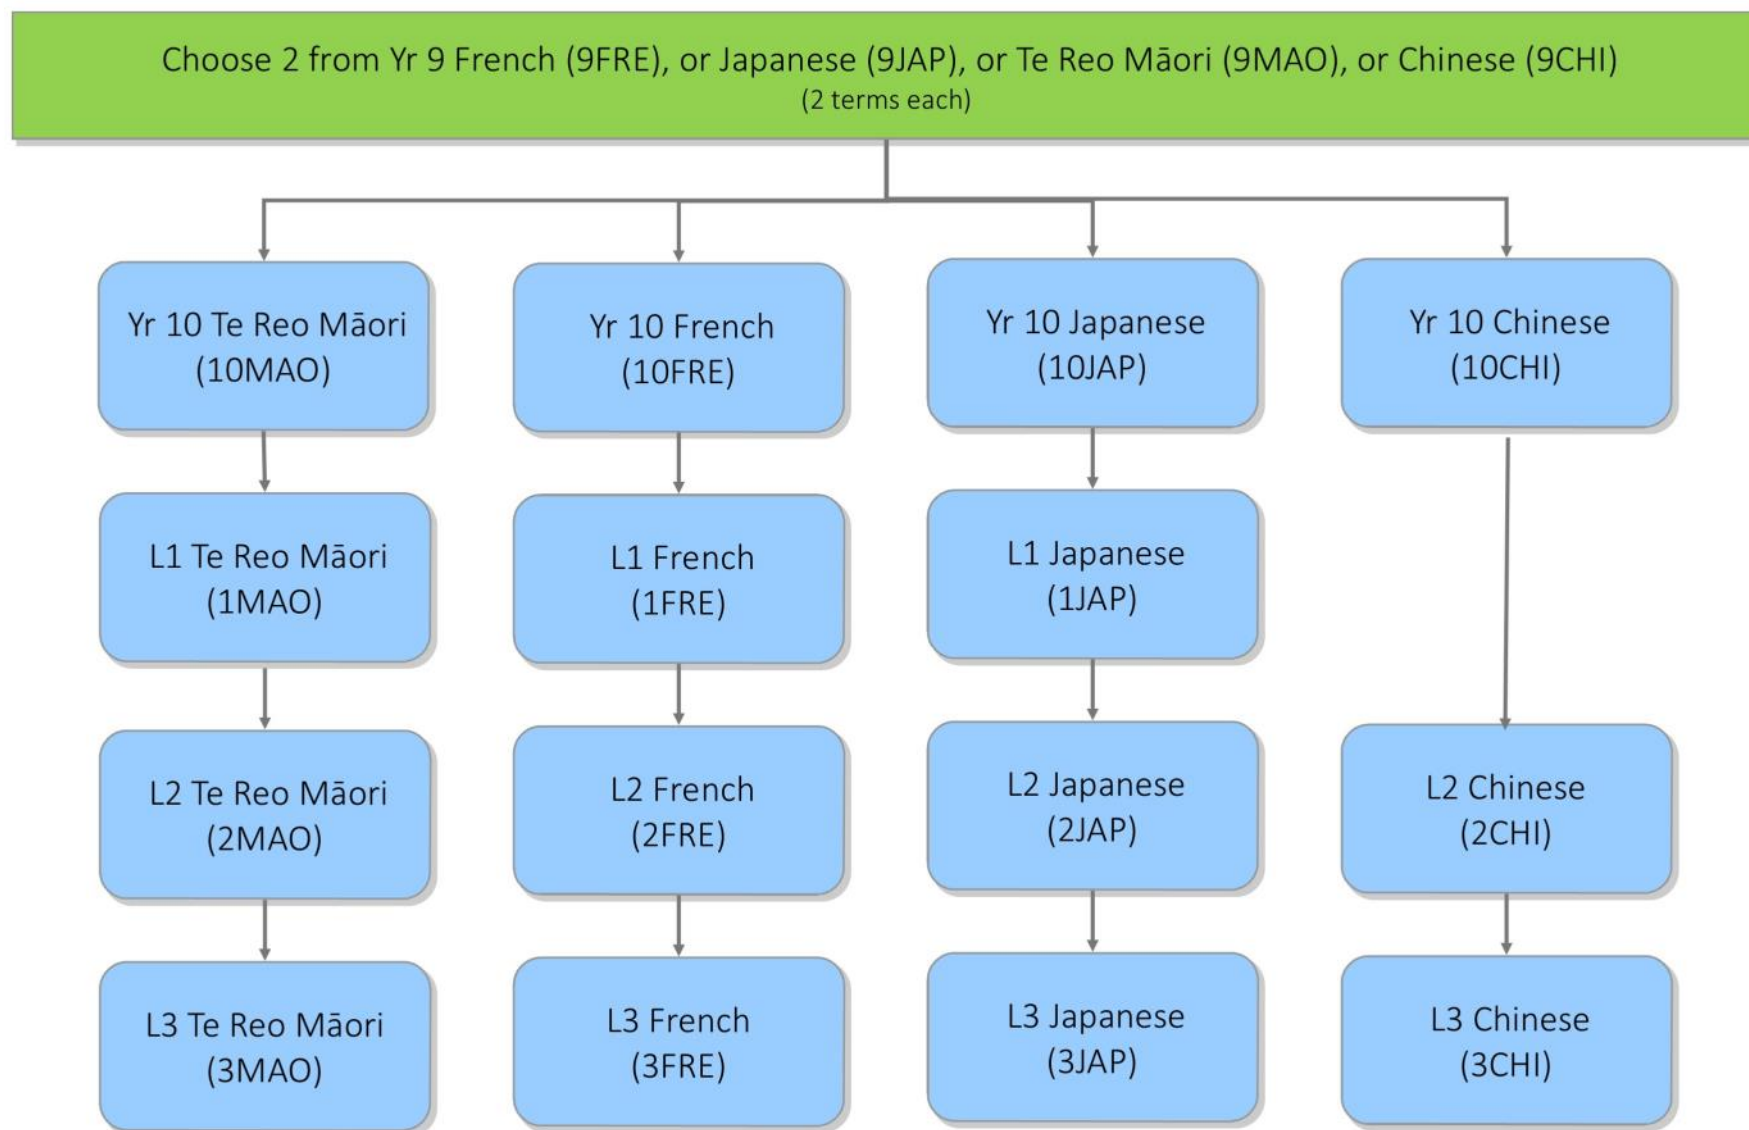 Choose 2 from Yr 9 French (9FRE), or Japanese (9JAP), or Te Reo Māori (9MAO), or Chinese (9CHI)
(2 terms each)
Yr 10 Te Reo Māori
(10MAO)
Yr 10 French
(10FRE)
Yr 10 Japanese
(10JAP)
Yr 10 Chinese
(10CHI)
L1 Te Reo Māori
(1MAO)
L1 French
(1FRE)
L1 Japanese
(1JAP)
L2 Te Reo Māori
(2MAO)
L2 French
(2FRE)
L2 Japanese
(2JAP)
L2 Chinese
(2CHI)
L3 Te Reo Māori
(3MAO)
L3 French
(3FRE)
L3 Japanese
(3JAP)
L3 Chinese
(3CHI)